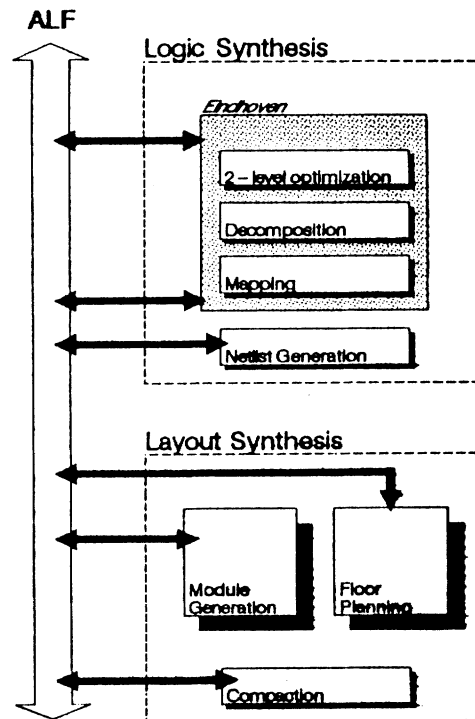 ALF
Logic Synthesis
Eindhoven
2 - level optimization
Decomposition
Mapping
Netlist Generation
Layout Synthesis
Module
Generation
Floor
Planning
Compaction